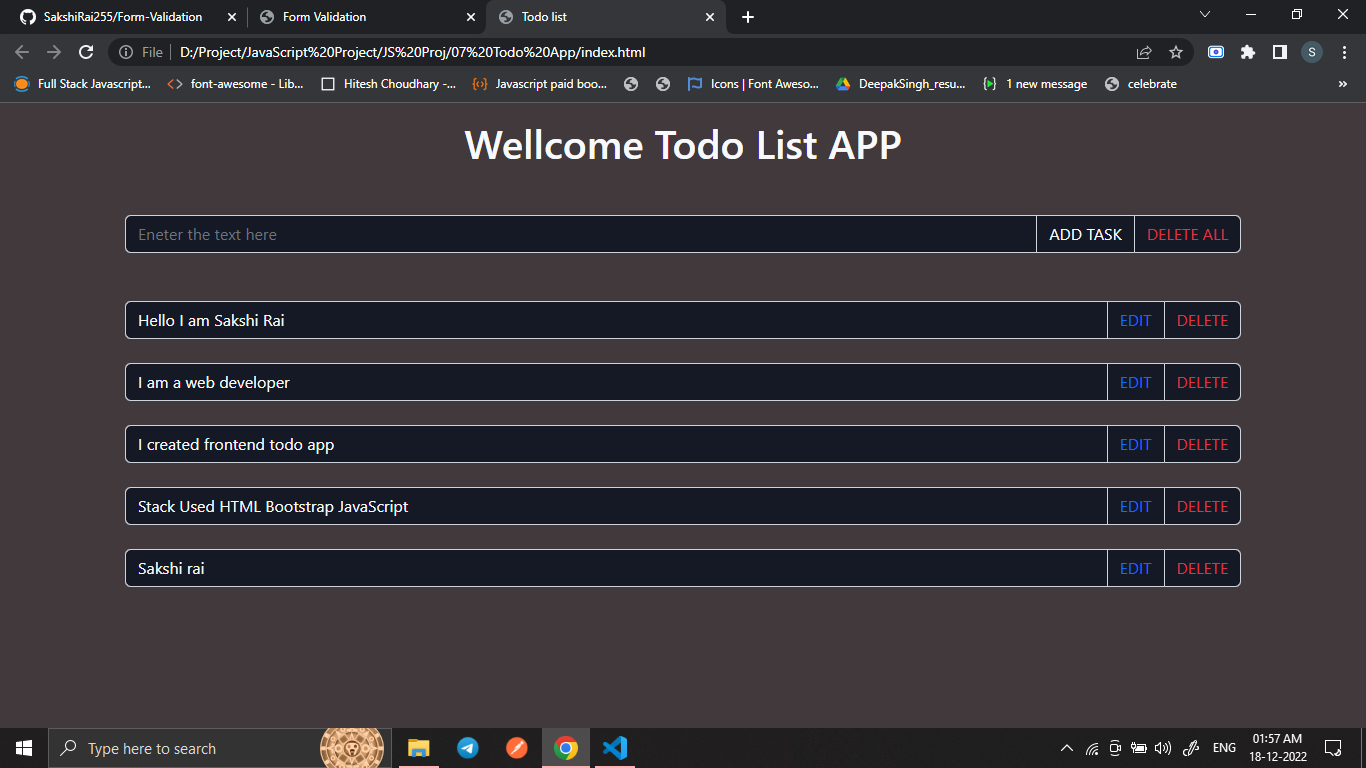 SakshiRai255/Form-Validation Form Validation Todo list
File D:/Project/JavaScript%20Project/JS%20Proj/07%20Todo%20App/index.html S
Full Stack Javascript... font-awesome - Lib... Hitesh Choudhary -... Javascript paid boo... Icons | Font Aweso... DeepakSingh_resu... 1 new message celebrate »
Wellcome Todo List APP
Eneter the text here ADD TASK DELETE ALL
Hello I am Sakshi Rai EDIT DELETE
I am a web developer EDIT DELETE
I created frontend todo app EDIT DELETE
Stack Used HTML Bootstrap JavaScript EDIT DELETE
Sakshi rai EDIT DELETE
Type here to search ENG 01:57 AM
18-12-2022